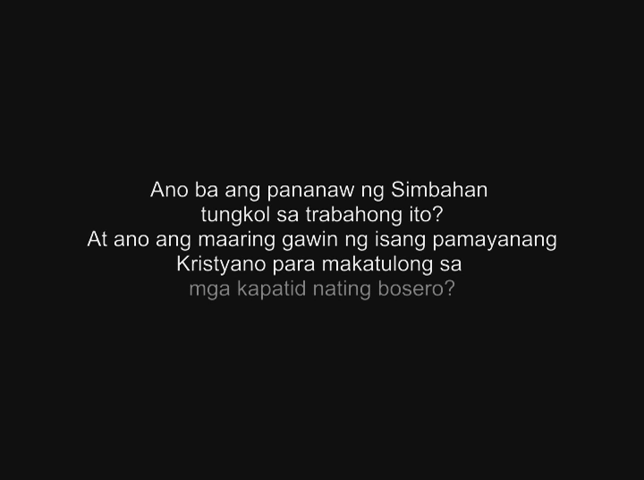 Ano ba ang pananaw ng Simbahan
tungkol sa trabahong ito?
At ano ang maaring gawin ng isang pamayanang
Kristyano para makatulong sa
mga kapatid nating bosero?